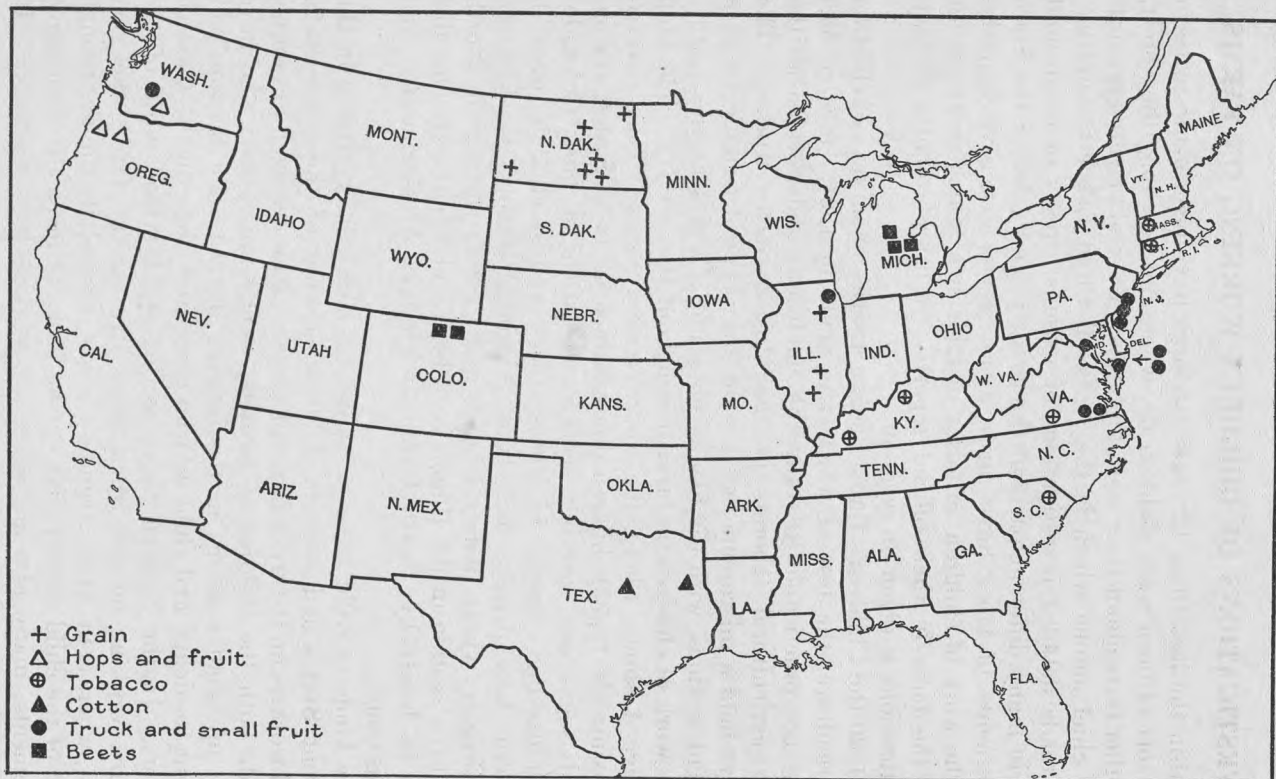 WASH.
MONT.
N. DAK.
MINN.
MAINE
OREG.
IDAHO
S. DAK.
WIS.
VT.
N. H.
N. Y.
MASS.
T.
R. I.
WYO.
MICH.
IOWA
PA.
N. J.
NEBR.
OHIO
NEV.
UTAH
COLO.
ILL.
IND.
MD.
DEL.
CAL.
W. VA.
VA.
KANS.
MO.
KY.
N. C.
TENN.
ARIZ.
N. MEX.
OKLA.
ARK.
S. C.
MISS.
ALA.
GA.
TEX.
LA.
FLA.
Grain
Hops and fruit
Tobacco
Cotton
Truck and small fruit
Beets